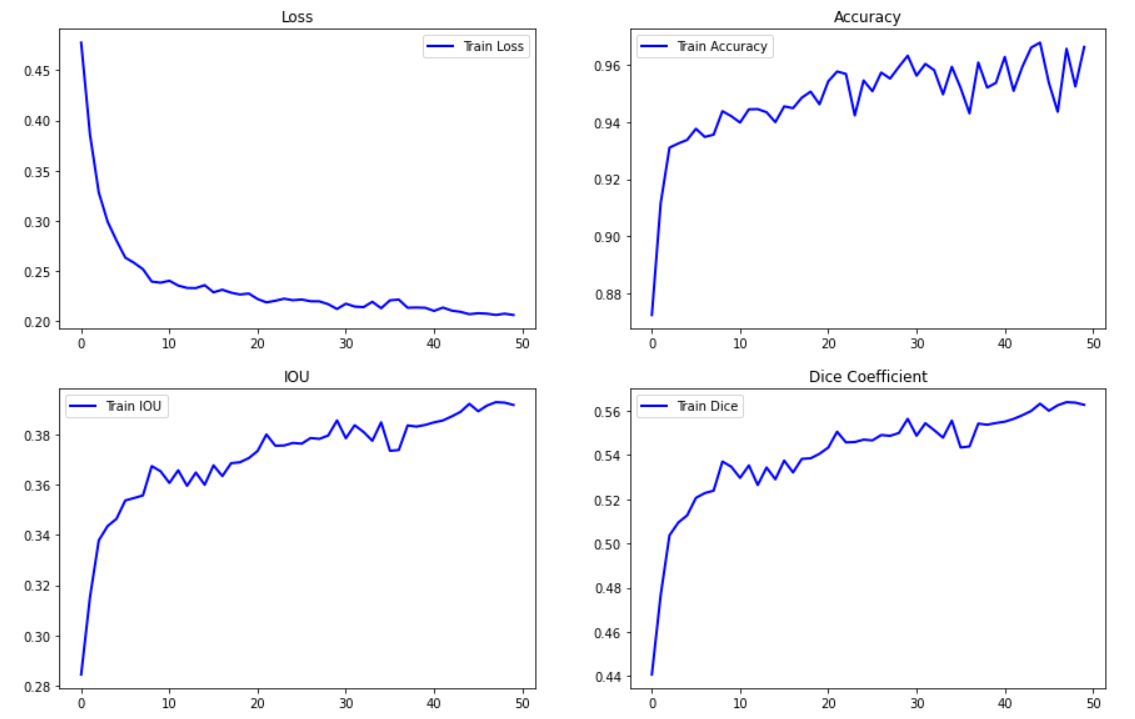 Loss
Train Loss
0.45
0.40
0.35
0.30
0.25
0.20
0 10 20 30 40 50
Accuracy
Train Accuracy
0.96
0.94
0.92
0.90
0.88
0 10 20 30 40 50
IOU
Train IOU
0.38
0.36
0.34
0.32
0.30
0.28
0 10 20 30 40 50
Dice Coefficient
Train Dice
0.56
0.54
0.52
0.50
0.48
0.46
0.44
0 10 20 30 40 50